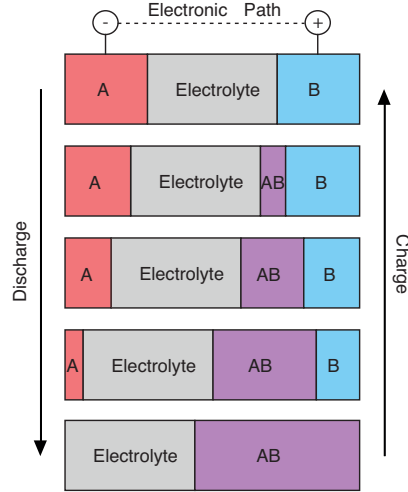 Electronic Path
- +
A Electrolyte B
A Electrolyte AB B
A Electrolyte AB B
A Electrolyte AB B
Electrolyte AB
Discharge
Charge